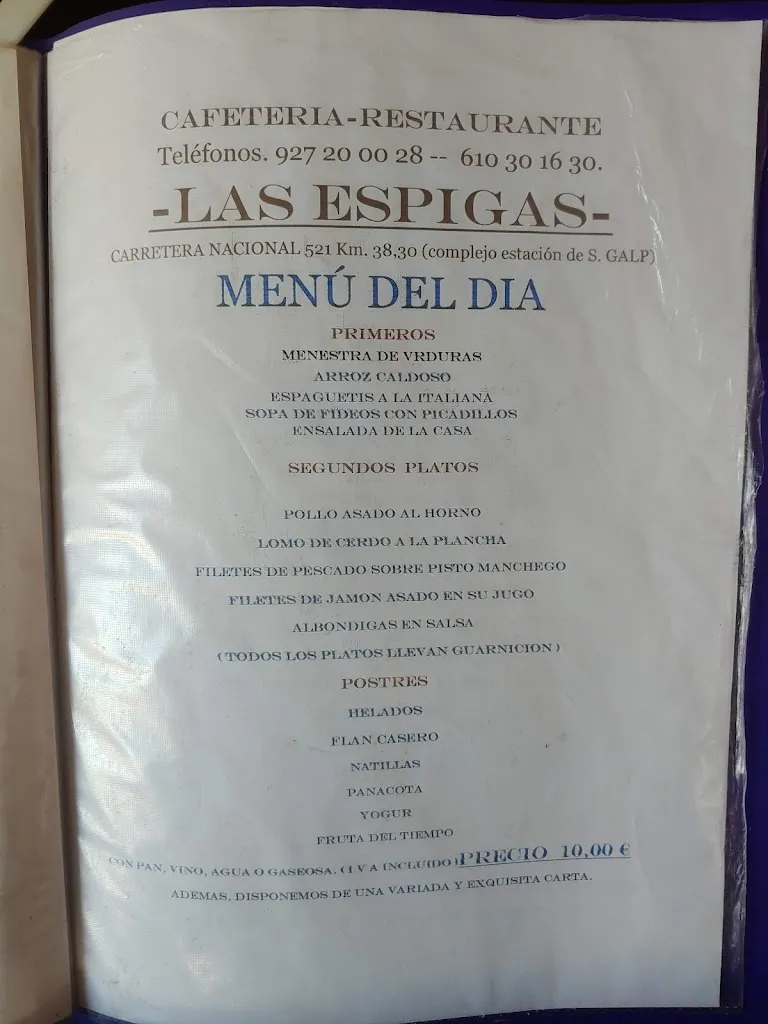 CAFETERIA-RESTAURANTE
Teléfonos. 927 20 00 28 -- 610 30 16 30.
-LAS ESPIGAS-
CARRETERA NACIONAL 521 Km. 38,30 (complejo estación de S. GALP)
MENÚ DEL DIA
PRIMEROS
MENESTRA DE VRDURAS
ARROZ CALDOSO
ESPAGUETIS A LA ITALIANA
SOPA DE FIDEOS CON PICADILLOS
ENSALADA DE LA CASA
SEGUNDOS PLATOS
POLLO ASADO AL HORNO
LOMO DE CERDO A LA PLANCHA
FILETES DE PESCADO SOBRE PISTO MANCHEGO
FILETES DE JAMON ASADO EN SU JUGO
ALBONDIGAS EN SALSA
( TODOS LOS PLATOS LLEVAN GUARNICION )
POSTRES
HELADOS
FLAN CASERO
NATILLAS
PANACOTA
YOGUR
FRUTA DEL TIEMPO
CON PAN, VINO, AGUA O GASEOSA. ( I V A INCLUIDO )PRECIO 10,00 €
ADEMAS, DISPONEMOS DE UNA VARIADA Y EXQUISITA CARTA.